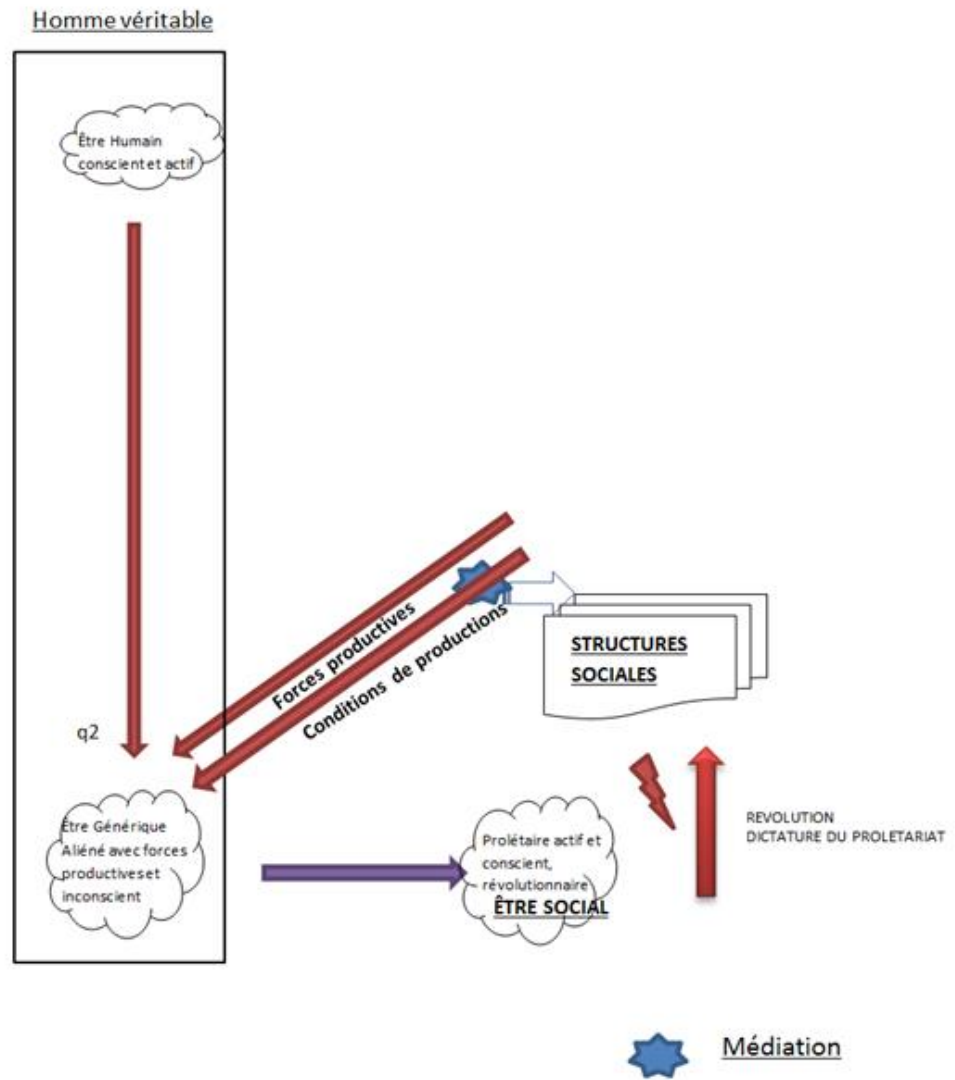 Homme véritable
Être Humain
conscient et actif
Forces productives
Conditions de productions
STRUCTURES
SOCIALES
q2
Être Générique
Aliéné avec forces
productives et
inconscient
Prolétaire actif et
conscient,
révolutionnaire
ÊTRE SOCIAL
REVOLUTION
DICTATURE DU PROLETARIAT
Médiation